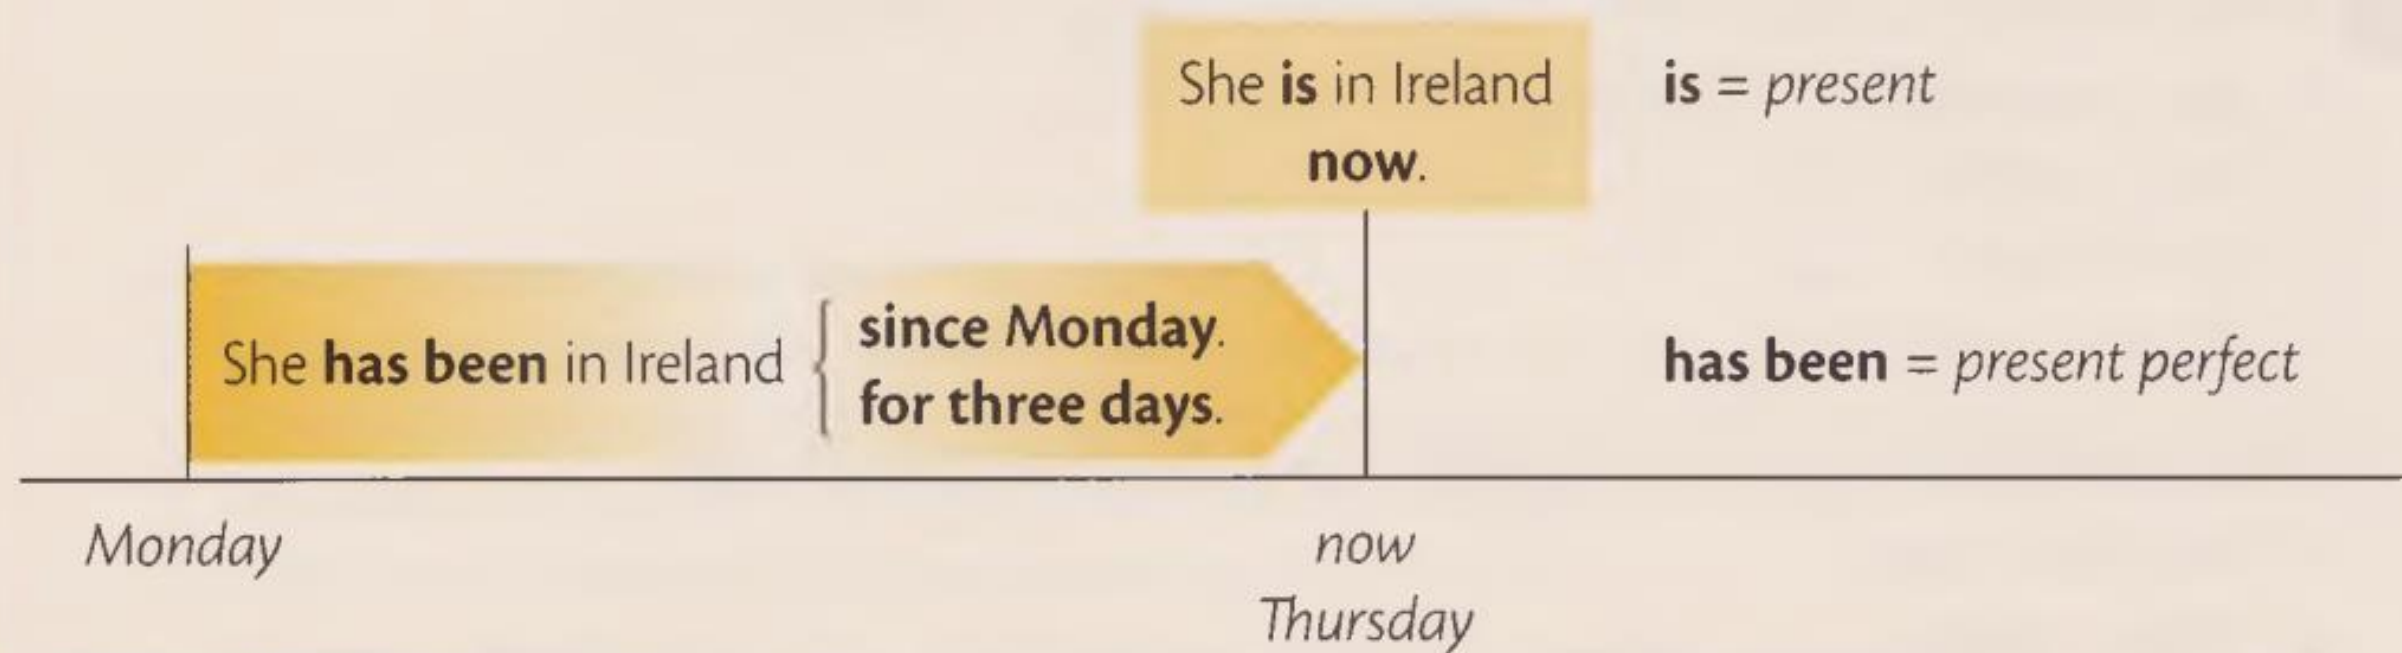 She is in Ireland
now.
is = present
She has been in Ireland
since Monday.
for three days.
has been = present perfect
Monday
now
Thursday